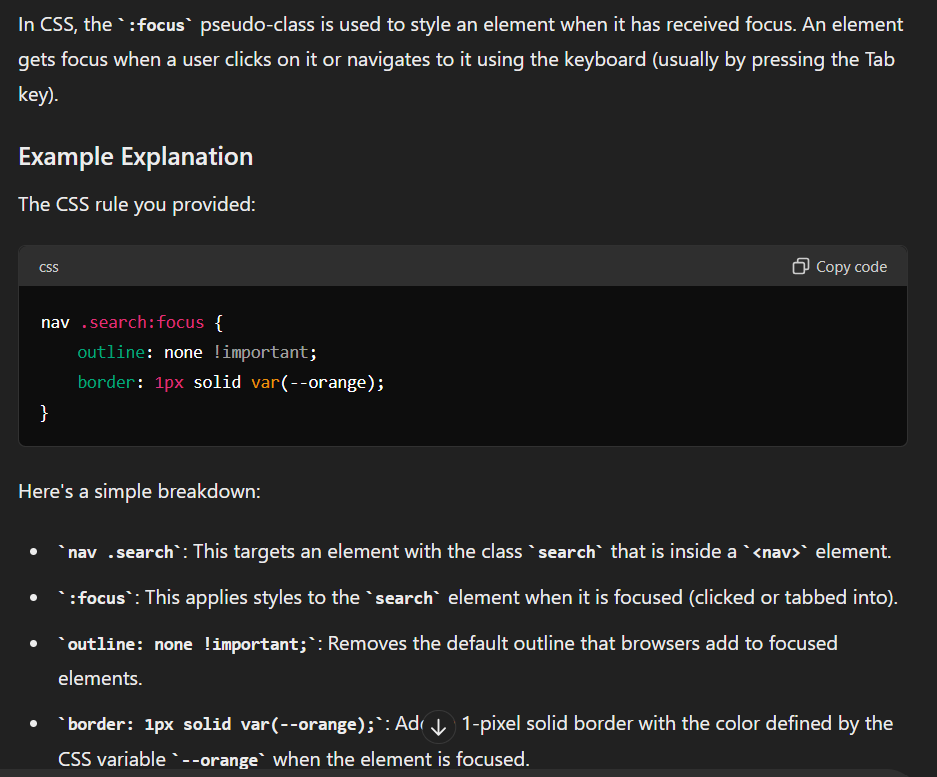 In CSS, the `:focus` pseudo-class is used to style an element when it has received focus. An element
gets focus when a user clicks on it or navigates to it using the keyboard (usually by pressing the Tab
key).
Example Explanation
The CSS rule you provided:
css Copy code
nav .search:focus {
    outline: none !important;
    border: 1px solid var(--orange);
}
Here's a simple breakdown:
• `nav .search`: This targets an element with the class `search` that is inside a `<nav>` element.
• `:focus`: This applies styles to the `search` element when it is focused (clicked or tabbed into).
• `outline: none !important;`: Removes the default outline that browsers add to focused
elements.
• `border: 1px solid var(--orange);`: 1-pixel solid border with the color defined by the
CSS variable `--orange` when the element is focused.